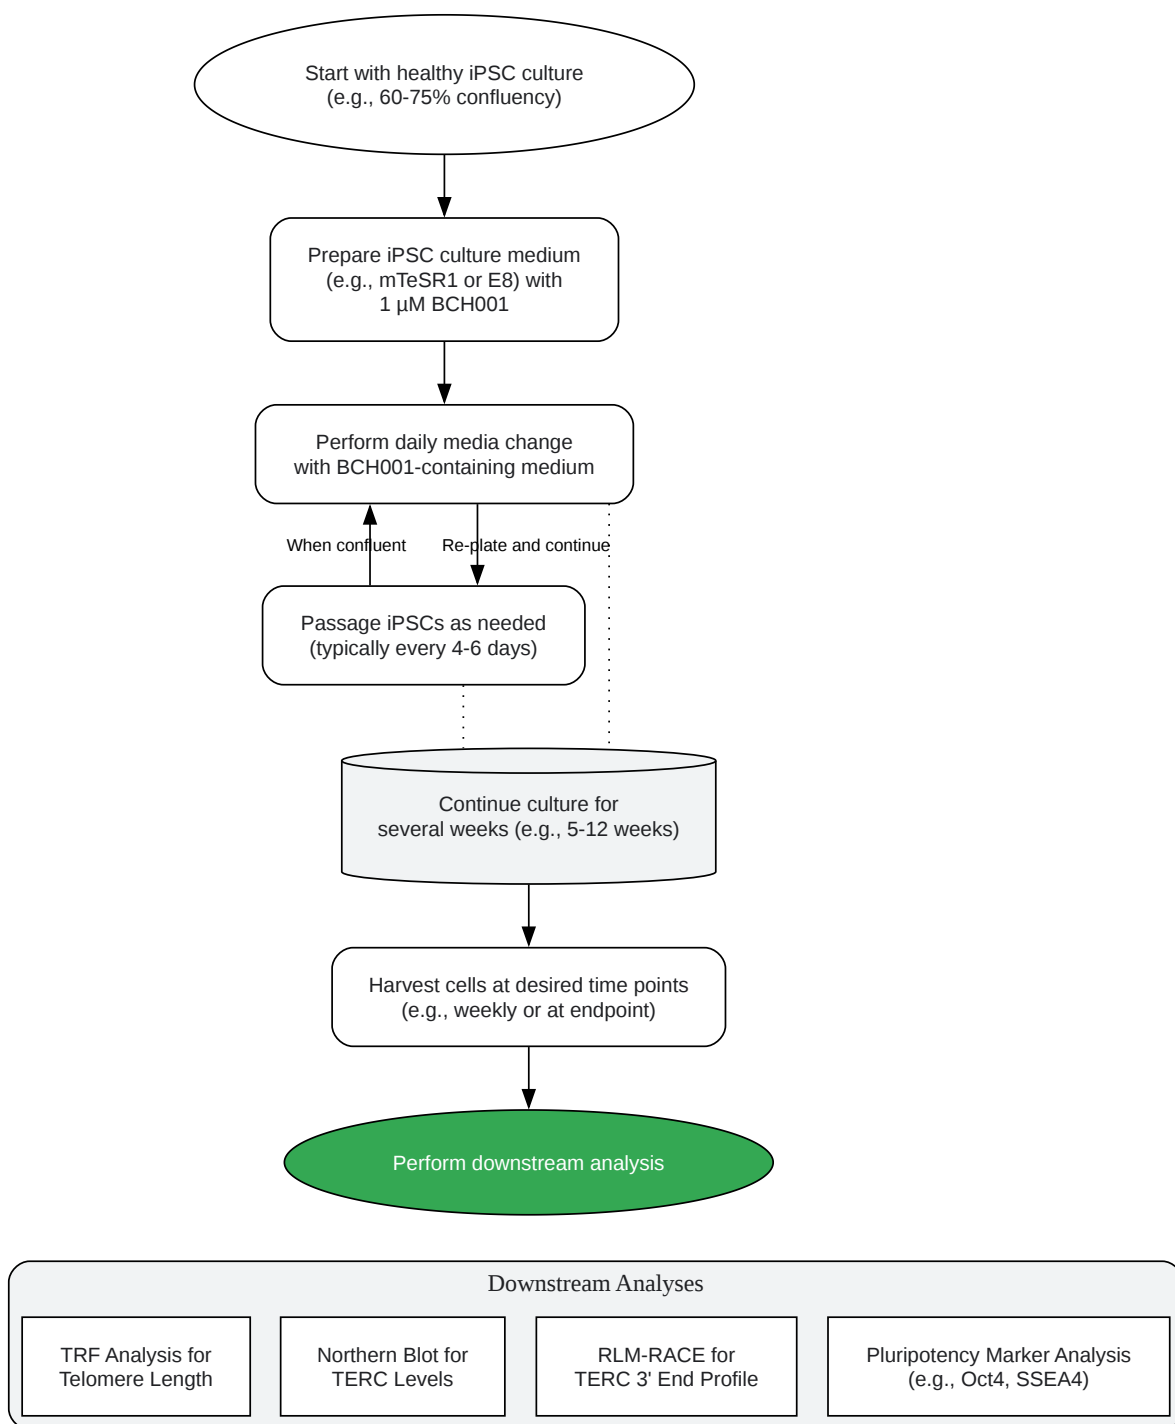 Start with healthy iPSC culture
(e.g., 60-75% confluency)
Prepare iPSC culture medium
(e.g., mTeSR1 or E8) with
1 µM BCH001
Perform daily media change
with BCH001-containing medium
When confluent
Re-plate and continue
Passage iPSCs as needed
(typically every 4-6 days)
Continue culture for
several weeks (e.g., 5-12 weeks)
Harvest cells at desired time points
(e.g., weekly or at endpoint)
Perform downstream analysis
Downstream Analyses
TRF Analysis for
Telomere Length
Northern Blot for
TERC Levels
RLM-RACE for
TERC 3' End Profile
Pluripotency Marker Analysis
(e.g., Oct4, SSEA4)